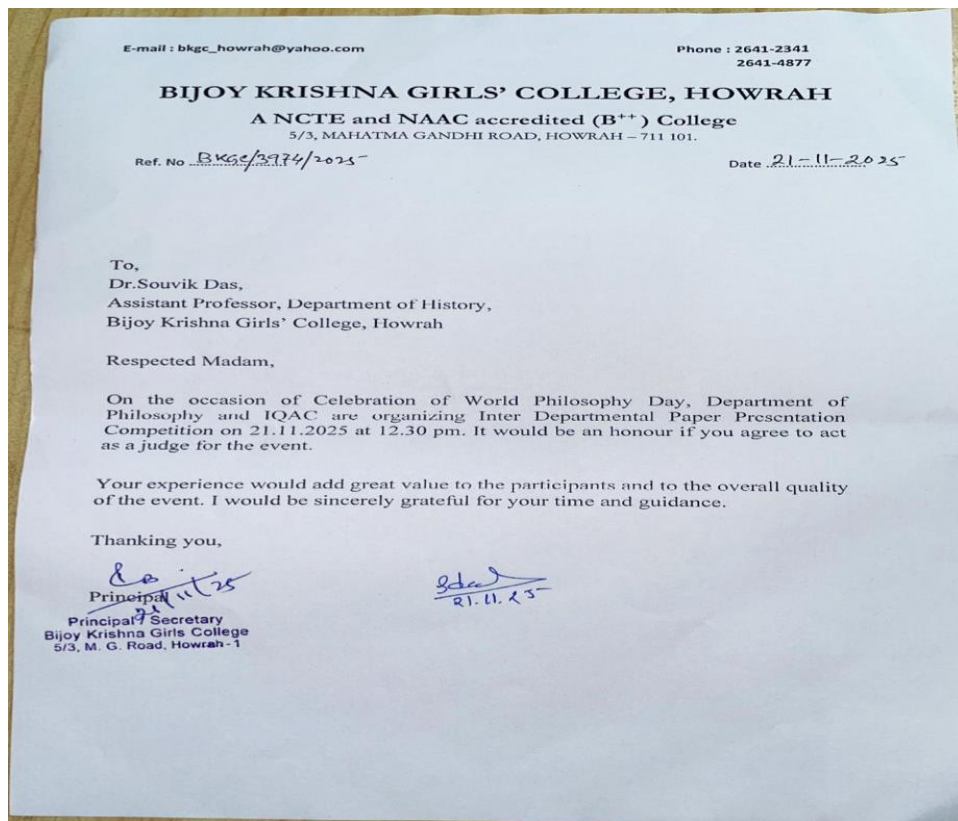 E-mail : bkgc_howrah@yahoo.com Phone : 2641-2341
2641-4877
BIJOY KRISHNA GIRLS' COLLEGE, HOWRAH
A NCTE and NAAC accredited (B++) College
5/3, MAHATMA GANDHI ROAD, HOWRAH – 711 101.
Ref. No BKGC/3974/2025 Date 21-11-2025
To,
Dr.Souvik Das,
Assistant Professor, Department of History,
Bijoy Krishna Girls' College, Howrah
Respected Madam,
On the occasion of Celebration of World Philosophy Day, Department of
Philosophy and IQAC are organizing Inter Departmental Paper Presentation
Competition on 21.11.2025 at 12.30 pm. It would be an honour if you agree to act
as a judge for the event.
Your experience would add great value to the participants and to the overall quality
of the event. I would be sincerely grateful for your time and guidance.
Thanking you,
Principal
21/11/25
21.11.25
Principal Secretary
Bijoy Krishna Girls College
5/3, M. G. Road, Howrah-1